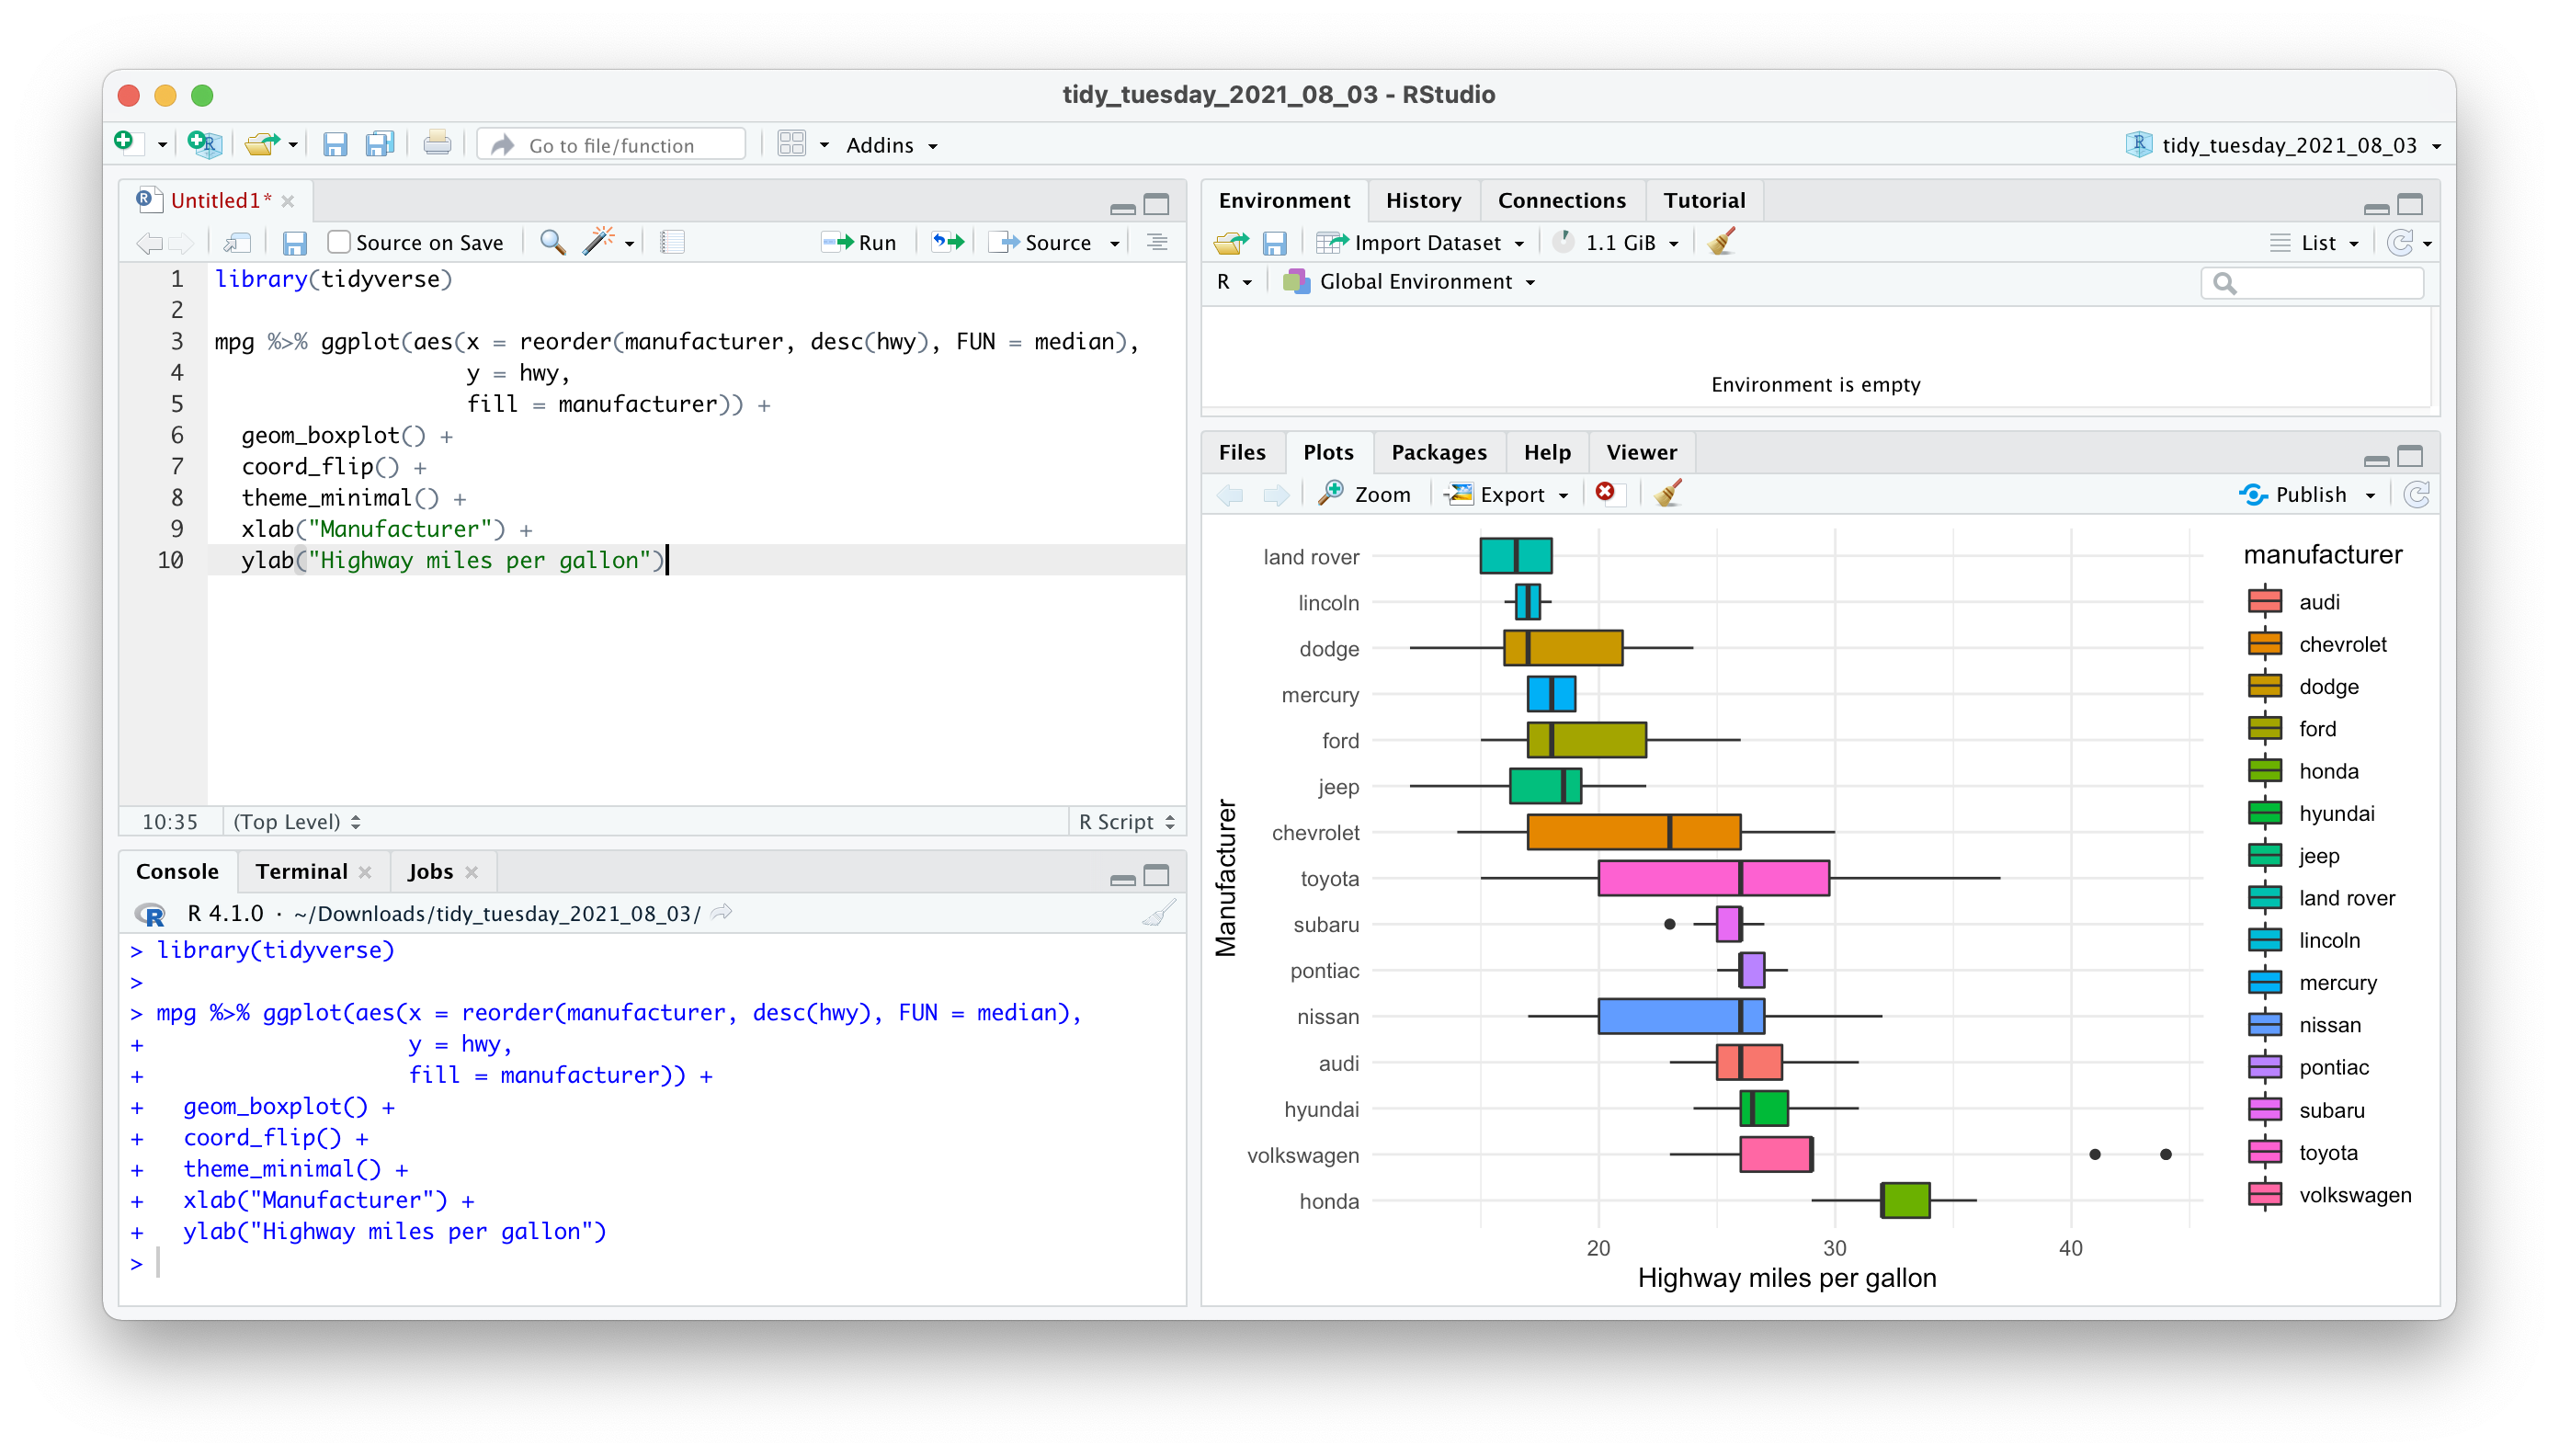 tidy_tuesday_2021_08_03 - RStudio
Go to file/function
Addins
tidy_tuesday_2021_08_03
Untitled1*
Source on Save
Run
Source
1 library(tidyverse)
2
3 mpg %>% ggplot(aes(x = reorder(manufacturer, desc(hwy), FUN = median),
4 y = hwy,
5 fill = manufacturer)) +
6 geom_boxplot() +
7 coord_flip() +
8 theme_minimal() +
9 xlab("Manufacturer") +
10 ylab("Highway miles per gallon")
10:35 (Top Level) R Script
Console Terminal Jobs
R 4.1.0 · ~/Downloads/tidy_tuesday_2021_08_03/
> library(tidyverse)
>
> mpg %>% ggplot(aes(x = reorder(manufacturer, desc(hwy), FUN = median),
+ y = hwy,
+ fill = manufacturer)) +
+ geom_boxplot() +
+ coord_flip() +
+ theme_minimal() +
+ xlab("Manufacturer") +
+ ylab("Highway miles per gallon")
>
Environment History Connections Tutorial
Import Dataset 1.1 GiB List
R Global Environment
Environment is empty
Files Plots Packages Help Viewer
Zoom Export Publish
Manufacturer
land rover
lincoln
dodge
mercury
ford
jeep
chevrolet
toyota
subaru
pontiac
nissan
audi
hyundai
volkswagen
honda
20 30 40
Highway miles per gallon
manufacturer
audi
chevrolet
dodge
ford
honda
hyundai
jeep
land rover
lincoln
mercury
nissan
pontiac
subaru
toyota
volkswagen